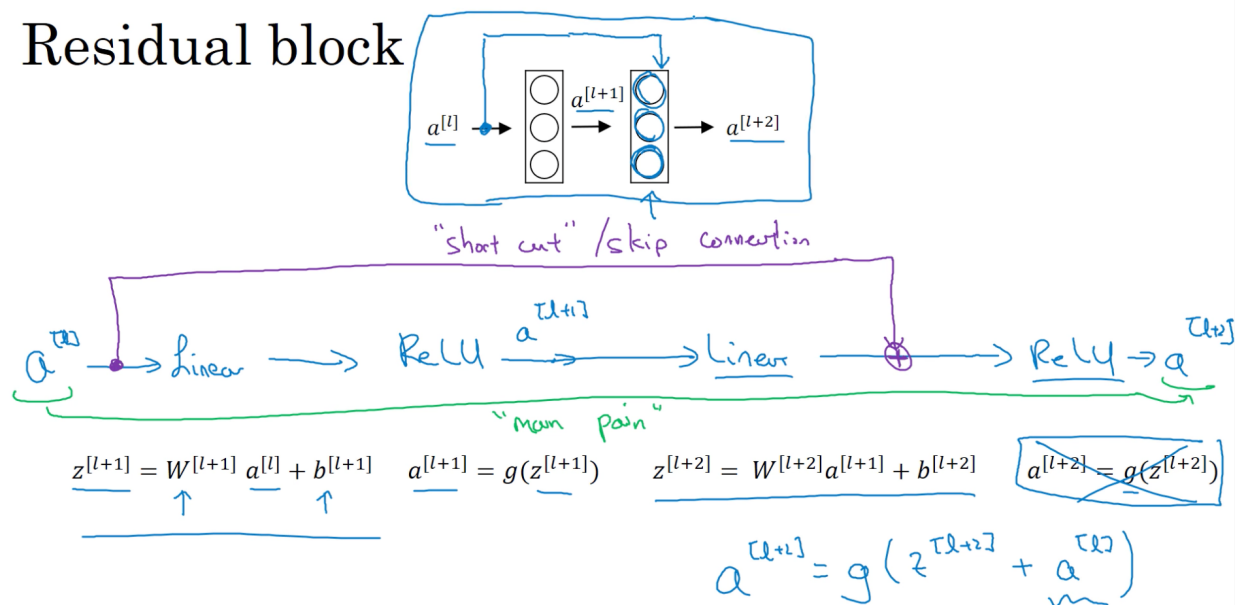 Residual block
a^[l] a^[l+1] a^[l+2]
"short cut" / skip connection
a^[l] Linear ReLU a^[l+1] Linear ReLU a^[l+2]
"main pain"
z^[l+1] = W^[l+1] a^[l] + b^[l+1] a^[l+1] = g(z^[l+1]) z^[l+2] = W^[l+2] a^[l+1] + b^[l+2] a^[l+2] = g(z^[l+2])
a^[l+2] = g(z^[l+2] + a^[l])